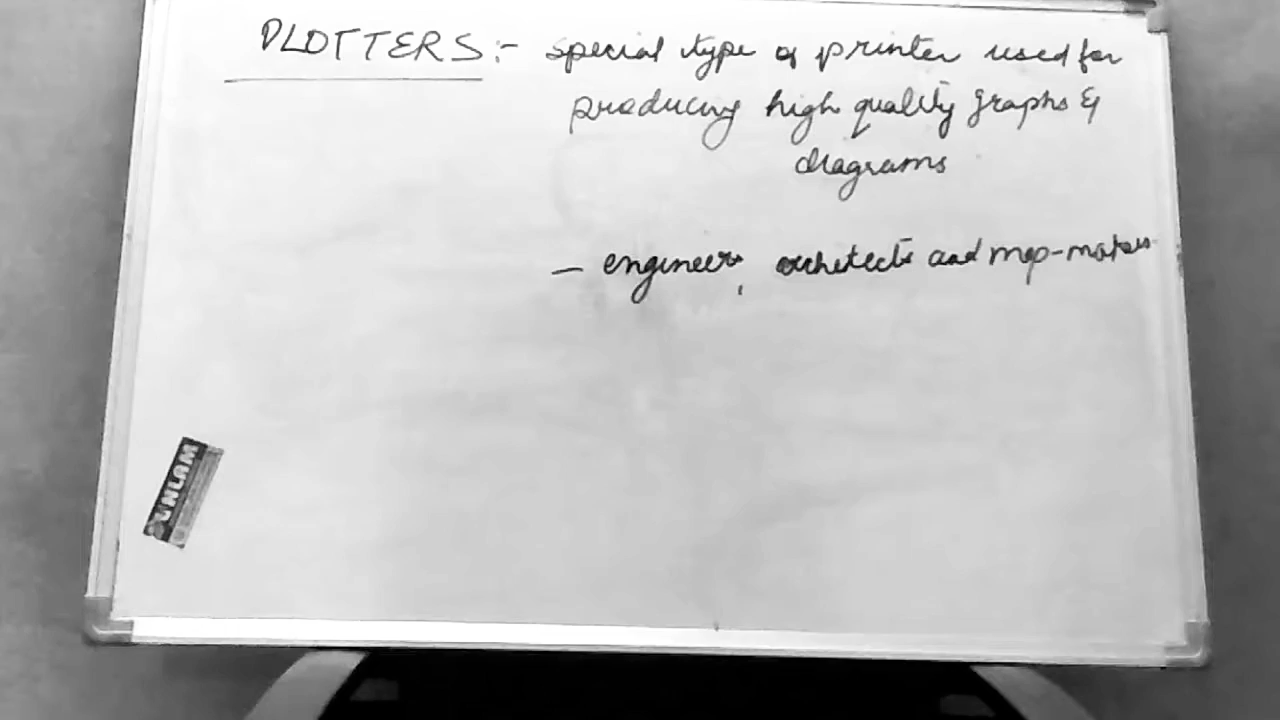 PLOTTERS :- special type of printer used for
producing high quality graphs &
diagrams
- engineers, architects and map-makers